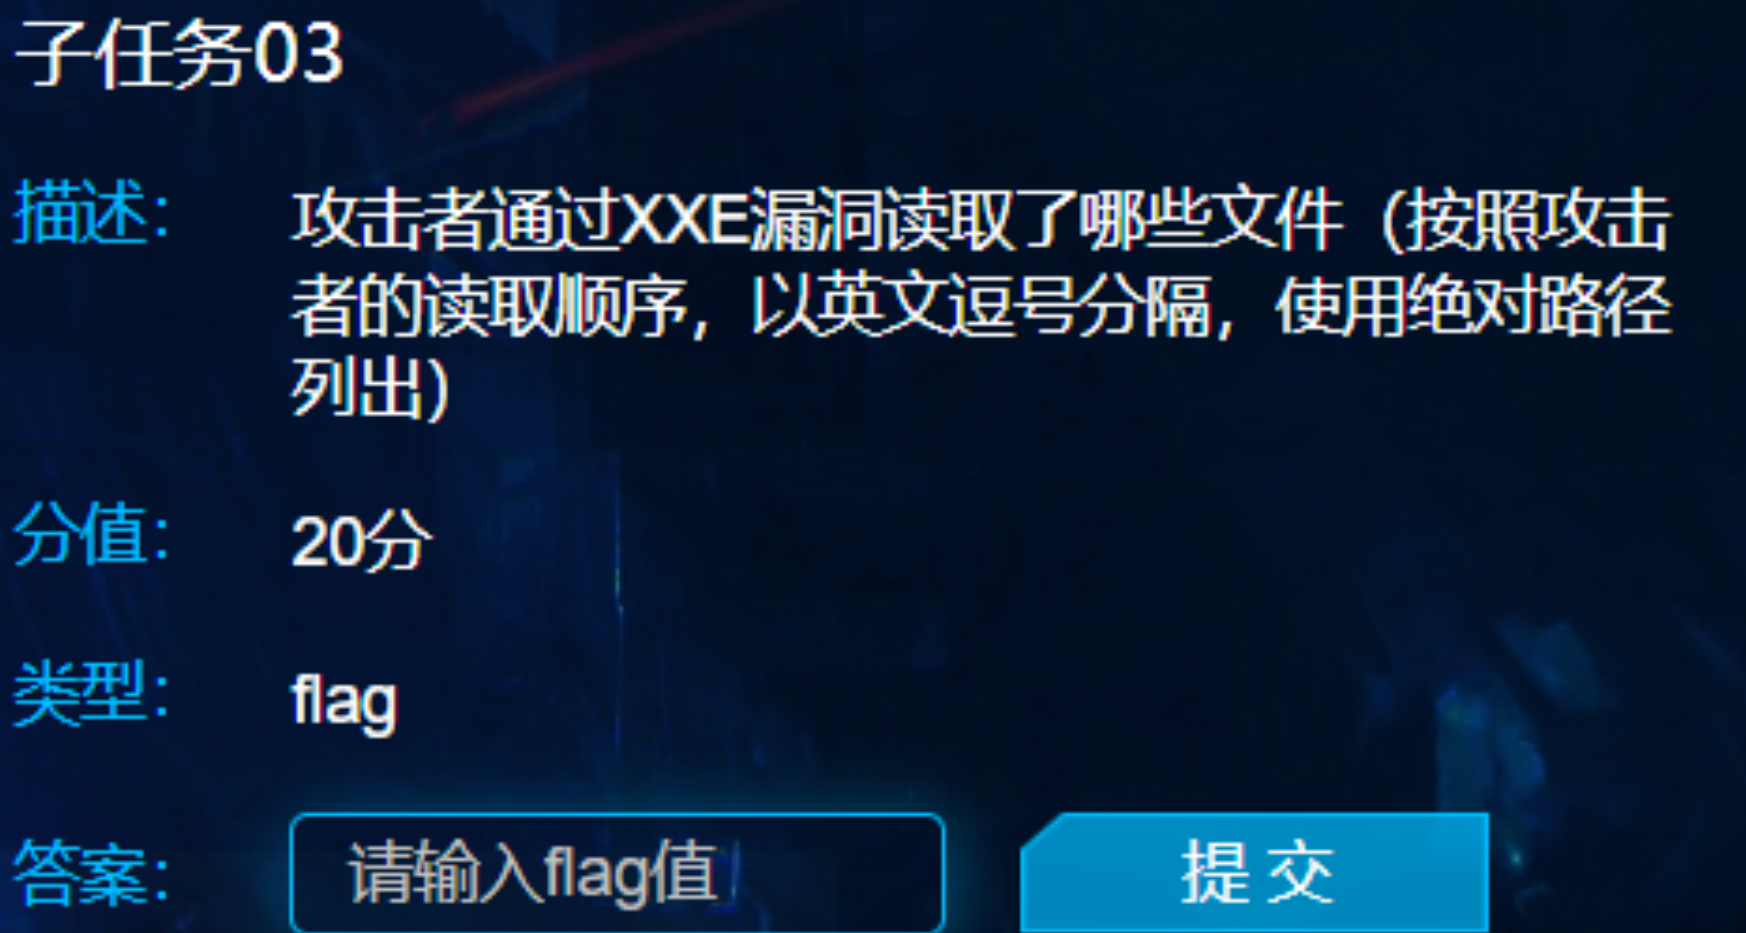 子任务03
描述：
攻击者通过XXE漏洞读取了哪些文件（按照攻击
者的读取顺序，以英文逗号分隔，使用绝对路径
列出)
分值：
20分
类型：
flag
答案：
请输入flag值
提交